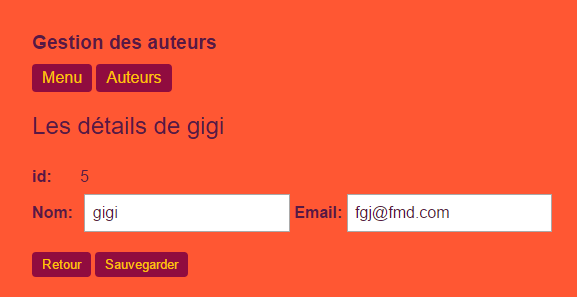 Gestion des auteurs
Menu Auteurs
Les détails de gigi
id: 5
Nom: gigi Email: fgj@fmd.com
Retour Sauvegarder